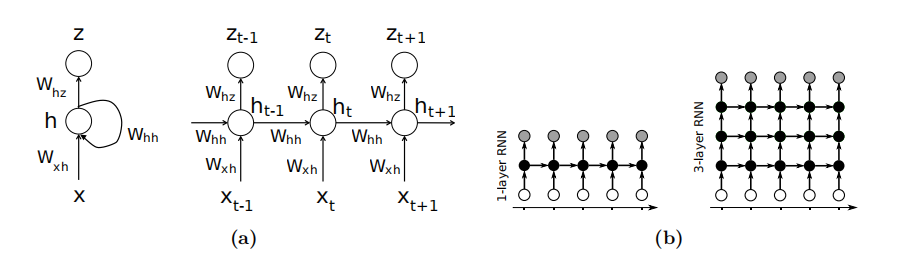 z
W_hz
h
W_hh
W_xh
x
z_t-1 z_t z_t+1
W_hz W_hz W_hz
h_t-1 h_t h_t+1
W_hh W_hh W_hh
W_xh W_xh W_xh
x_t-1 x_t x_t+1
(a)
1-layer RNN
3-layer RNN
(b)